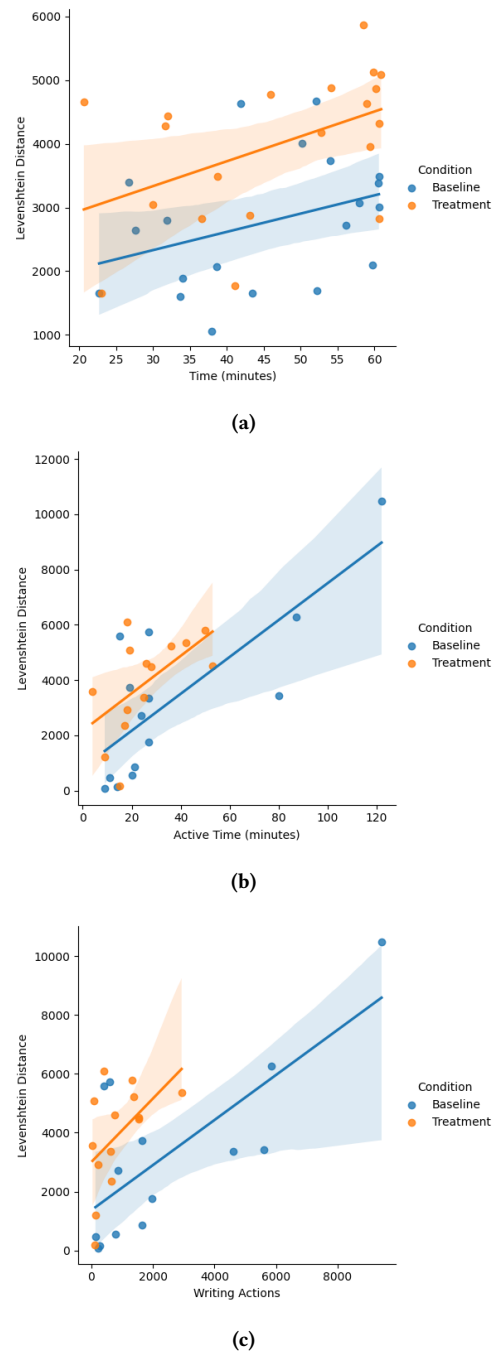 6000
5000
4000
3000
2000
1000
Levenshtein Distance
20 25 30 35 40 45 50 55 60
Time (minutes)
Condition
Baseline
Treatment
(a)
12000
10000
8000
6000
4000
2000
0
Levenshtein Distance
0 20 40 60 80 100 120
Active Time (minutes)
Condition
Baseline
Treatment
(b)
10000
8000
6000
4000
2000
0
Levenshtein Distance
0 2000 4000 6000 8000
Writing Actions
Condition
Baseline
Treatment
(c)